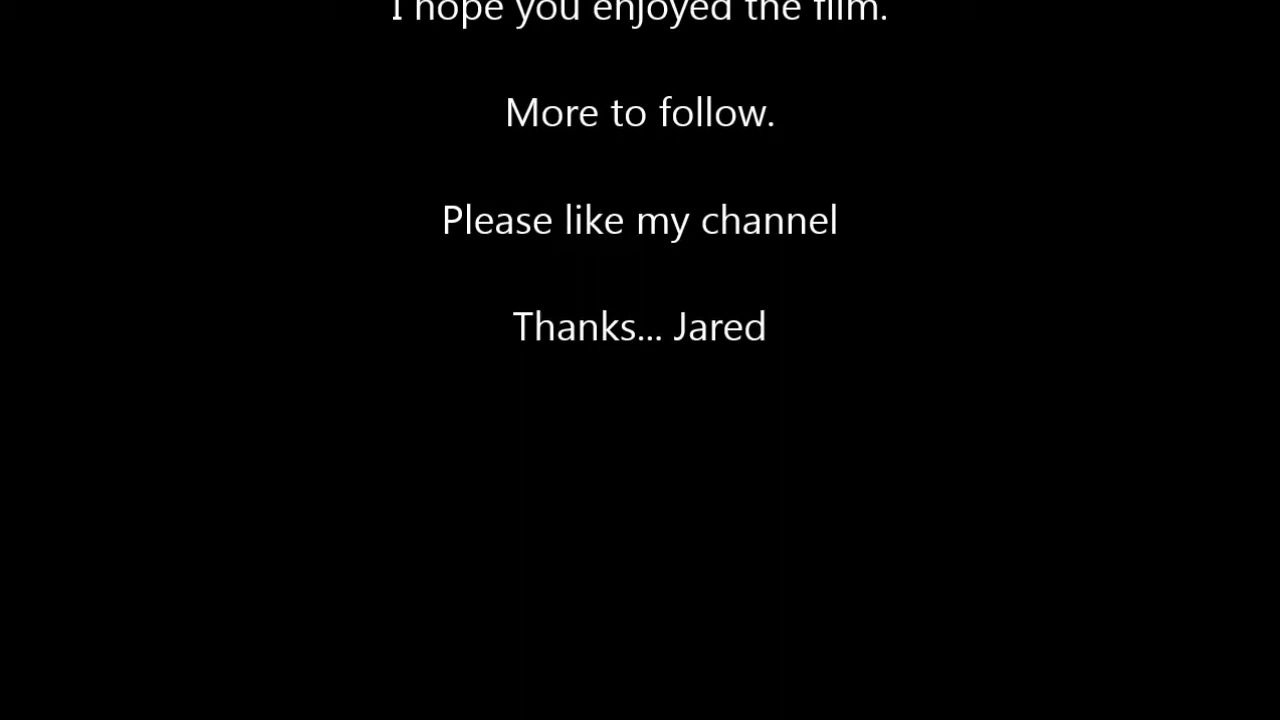 I hope you enjoyed the film.
More to follow.
Please like my channel
Thanks... Jared